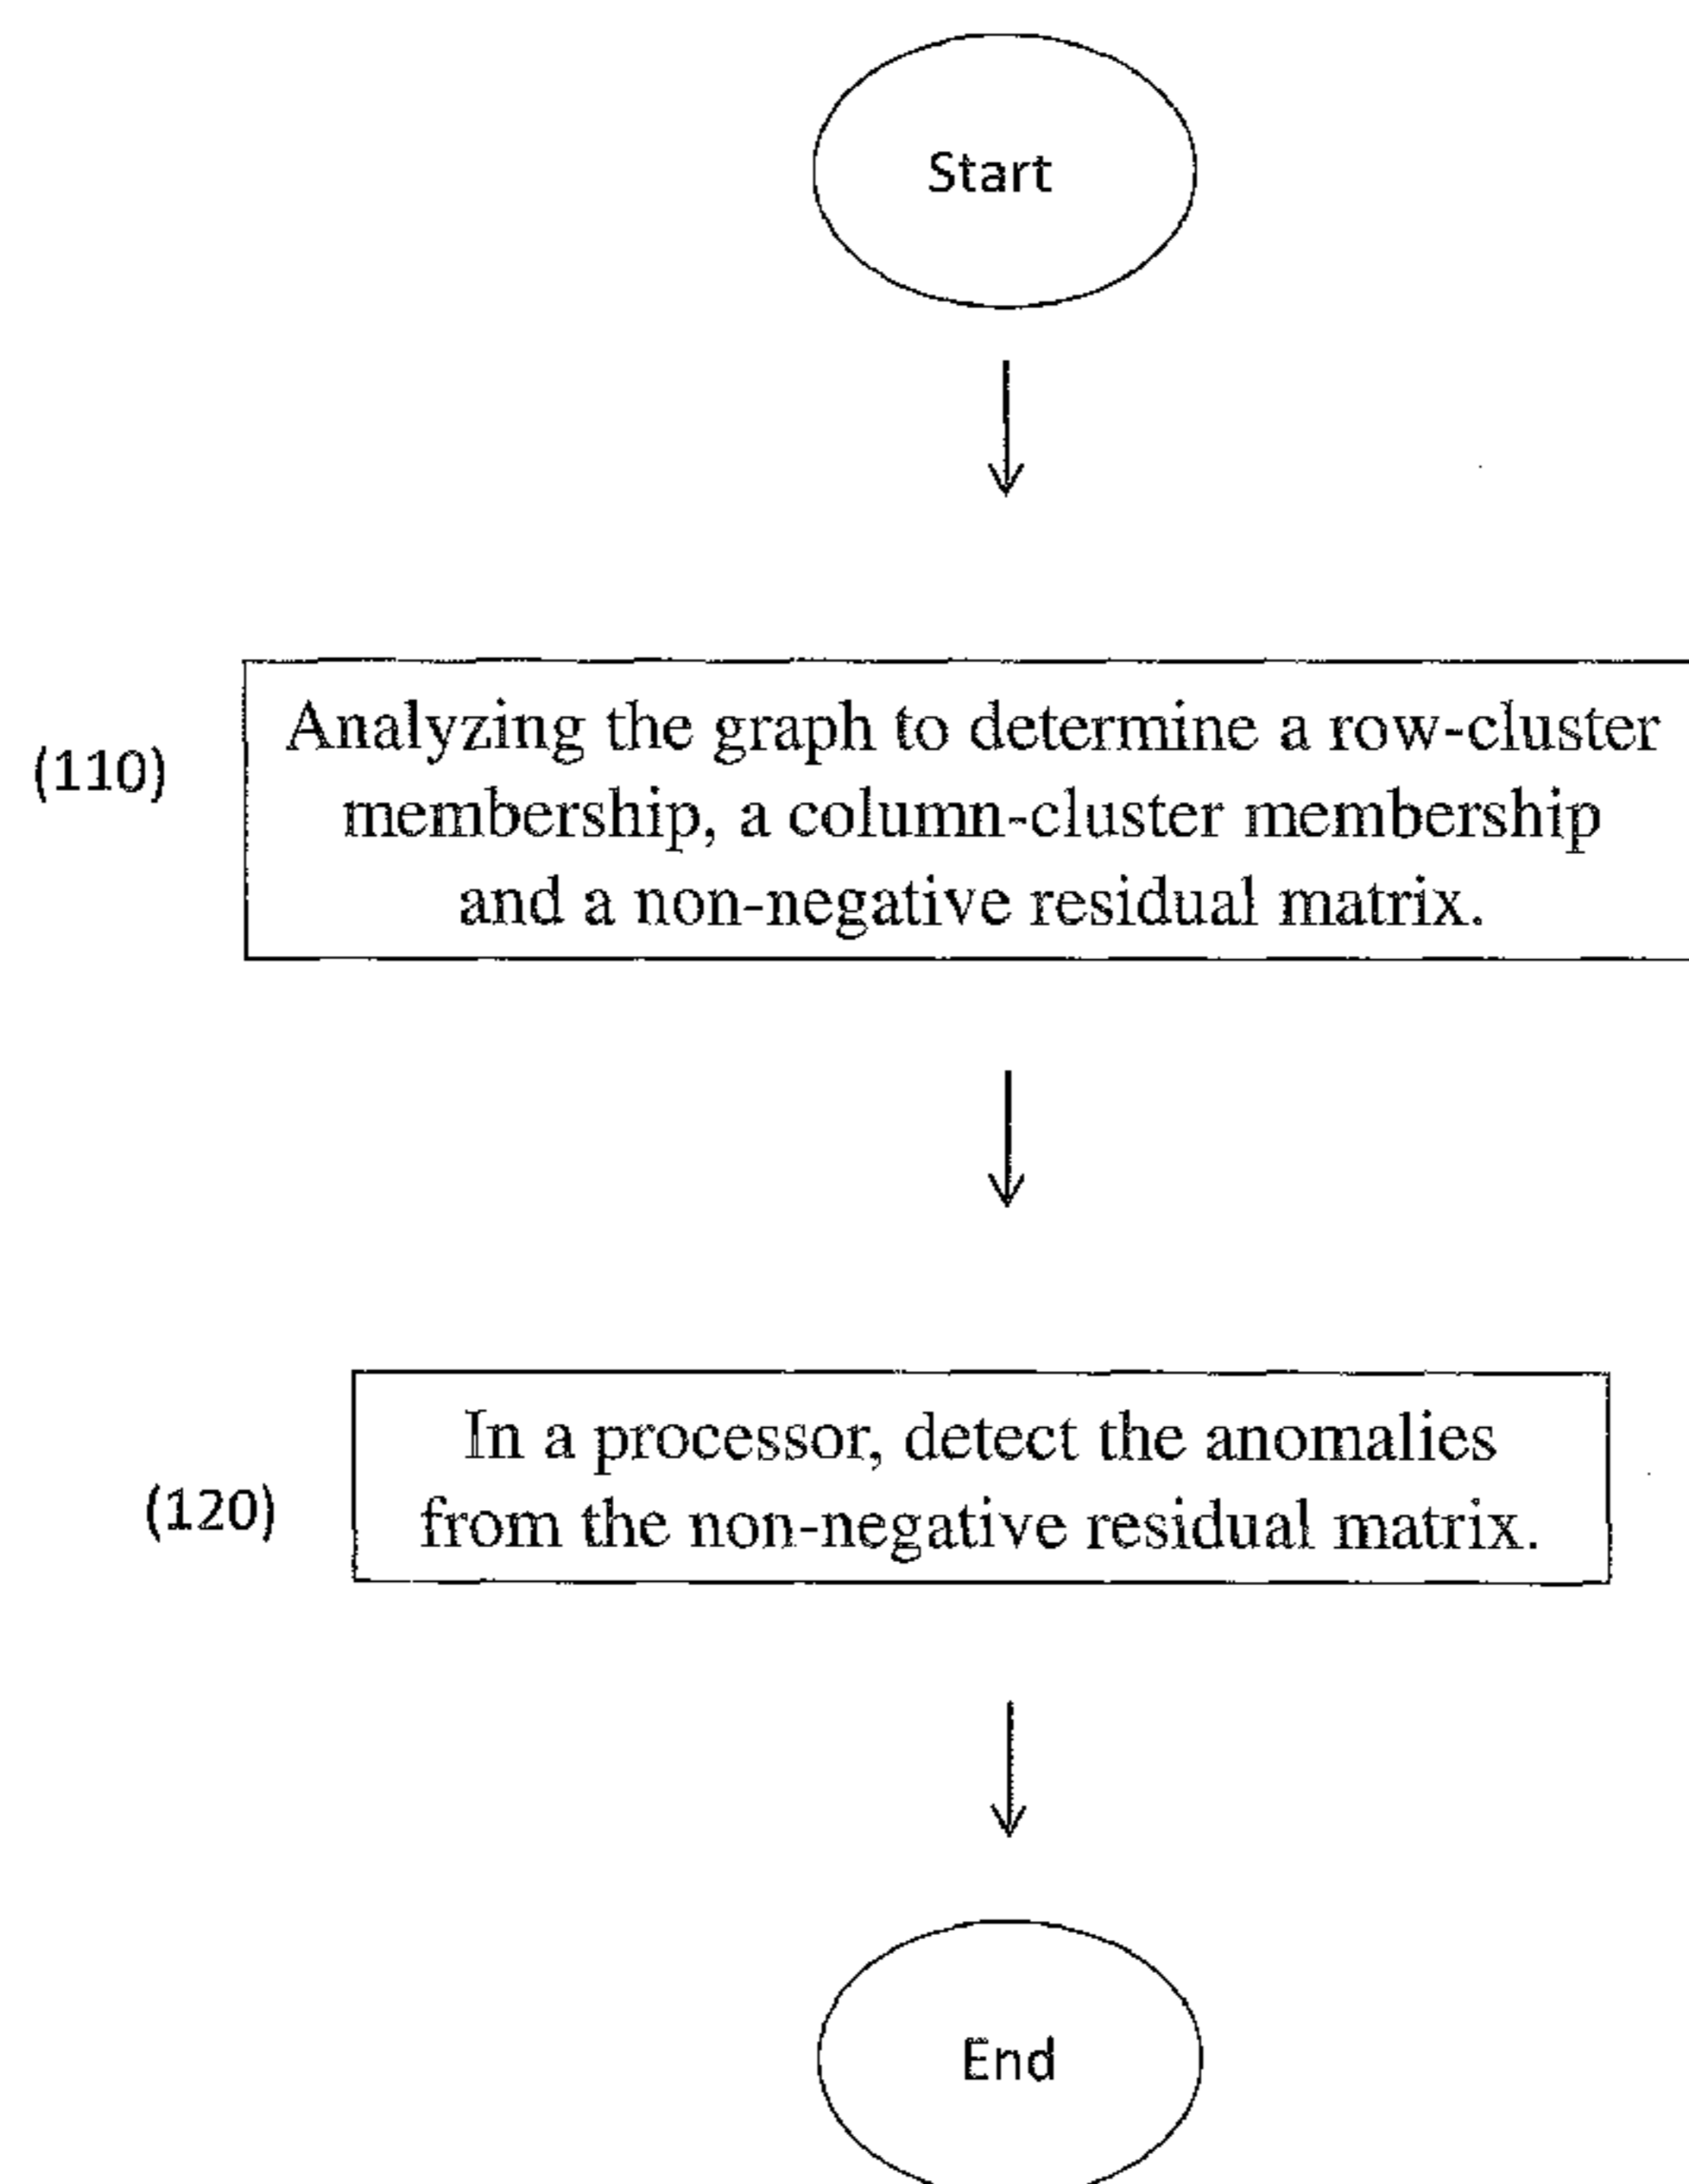 Start
(110)
Analyzing the graph to determine a row-cluster
membership, a column-cluster membership
and a non-negative residual matrix.
(120)
In a processor, detect the anomalies
from the non-negative residual matrix.
End